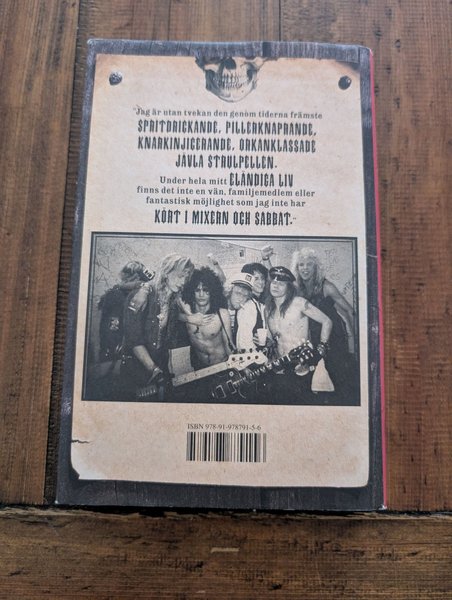 "Jag är utan tvekan den genom tiderna främste
SPRITDRICKANDE, PILLERKNAPRANDE,
KNARKINJICERANDE, ORKANKLASSADE
JÄVLA STRULPELLEN.
Under hela mitt ELÄNDIGA LIV
finns det inte en vän, familjemedlem eller
fantastisk möjlighet som jag inte har
KÖRT I MIXERN OCH SABBAT."
ISBN 978-91-978791-5-6